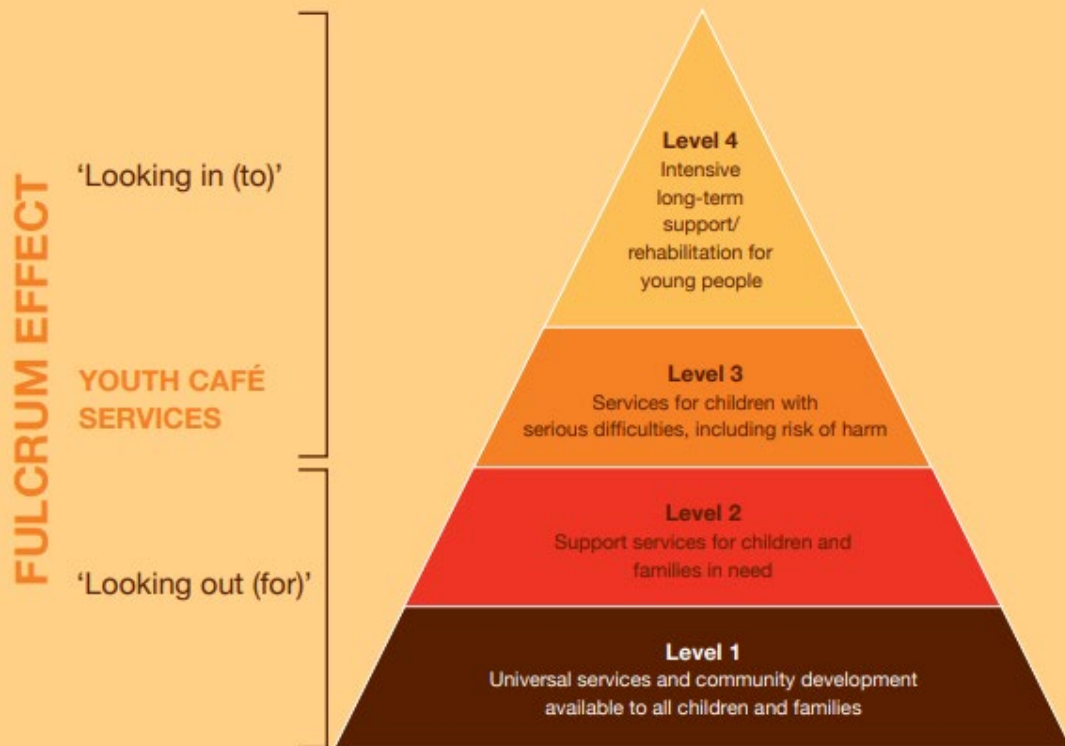 FULCRUM EFFECT
‘Looking in (to)’
YOUTH CAFÉ
SERVICES
‘Looking out (for)’
Level 4
Intensive
long-term
support/
rehabilitation for
young people
Level 3
Services for children with
serious difficulties, including risk of harm
Level 2
Support services for children and
families in need
Level 1
Universal services and community development
available to all children and families